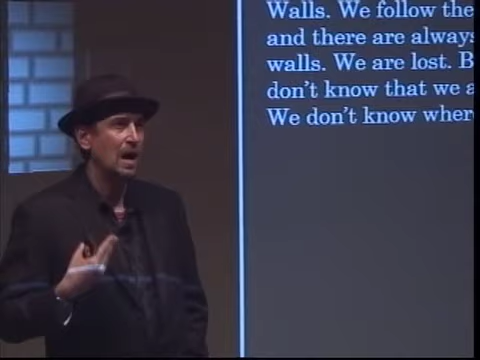 Walls. We follow the
and there are always
walls. We are lost. B
don't know that we a
We don't know wher